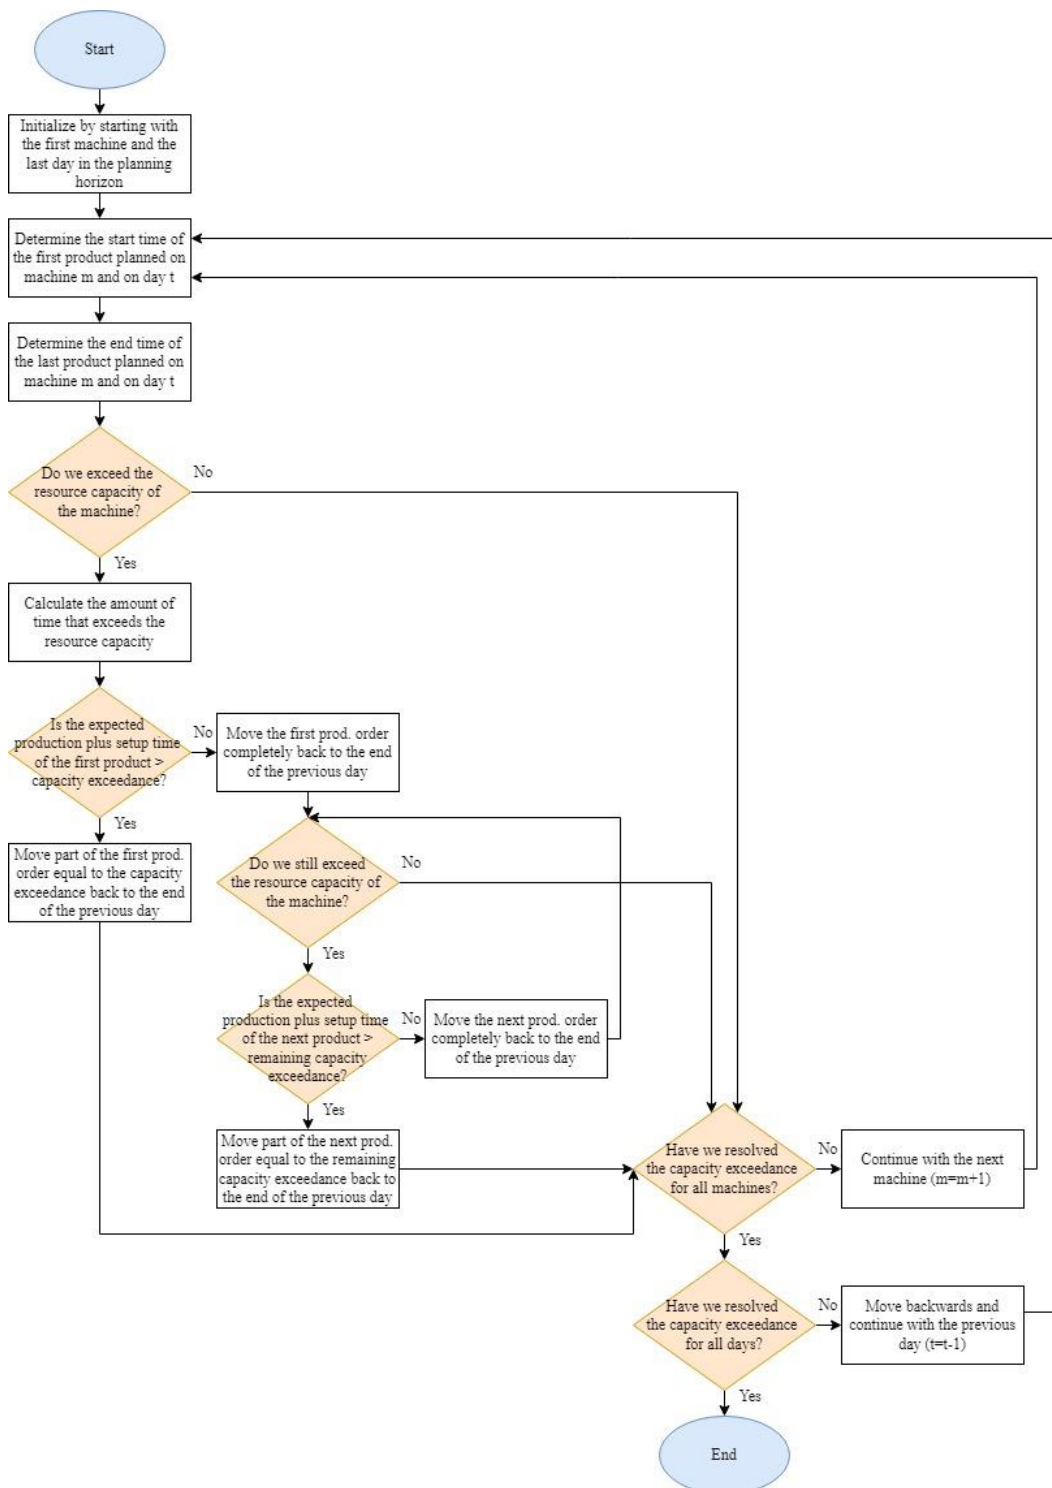 Start
Initialize by starting with
the first machine and the
last day in the planning
horizon
Determine the start time of
the first product planned on
machine m and on day t
Determine the end time of
the last product planned on
machine m and on day t
Do we exceed the
resource capacity of
the machine?
No
Yes
Calculate the amount of
time that exceeds the
resource capacity
Is the expected
production plus setup time
of the first product >
capacity exceedance?
No
Move the first prod. order
completely back to the end
of the previous day
Yes
Move part of the first prod.
order equal to the capacity
exceedance back to the end
of the previous day
Do we still exceed
the resource capacity of
the machine?
No
Yes
Is the expected
production plus setup time
of the next product >
remaining capacity
exceedance?
No
Move the next prod. order
completely back to the end
of the previous day
Yes
Move part of the next prod.
order equal to the remaining
capacity exceedance back to
the end of the previous day
Have we resolved
the capacity exceedance
for all machines?
No
Continue with the next
machine (m=m+1)
Yes
Have we resolved
the capacity exceedance
for all days?
No
Move backwards and
continue with the previous
day (t=t-1)
Yes
End